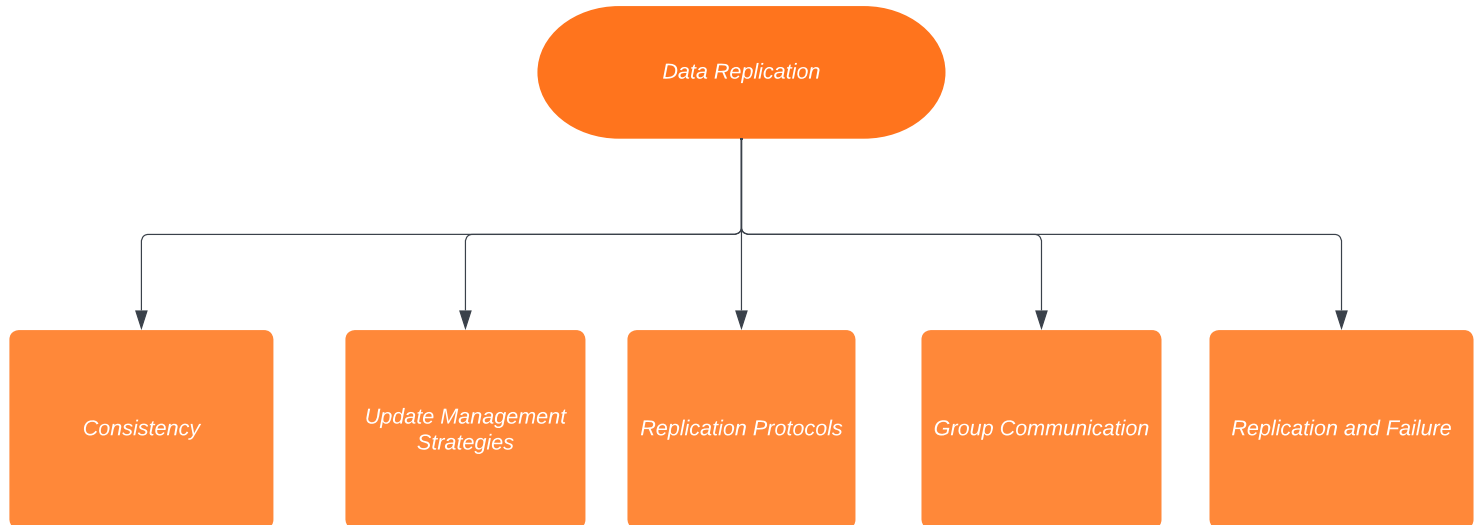 Data Replication
Consistency
Update Management
Strategies
Replication Protocols
Group Communication
Replication and Failure